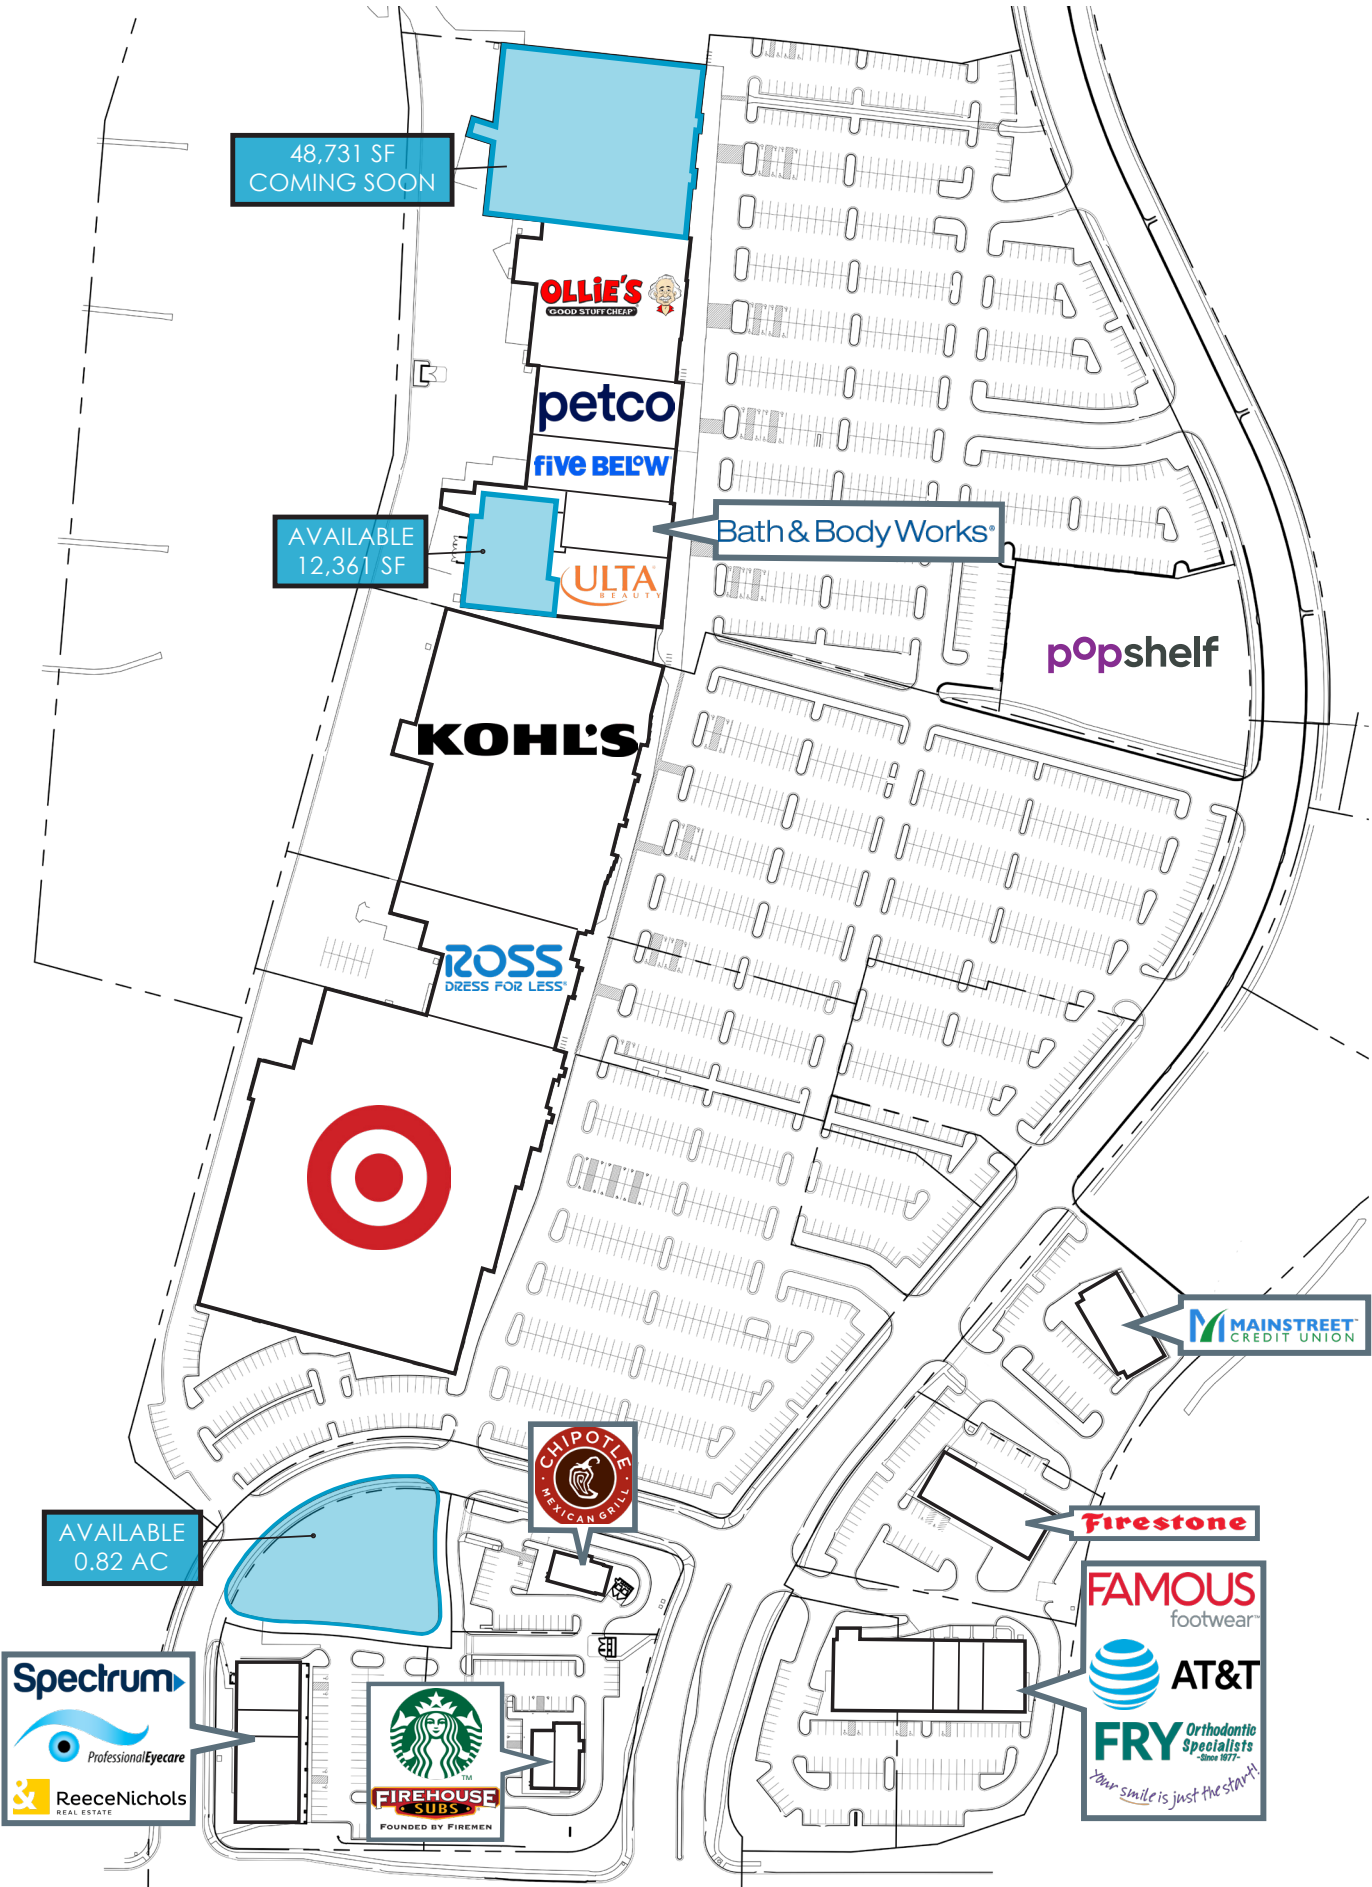 48,731 SF
COMING SOON
OLLiE'S
GOOD STUFF CHEAP
petco
fiVe BELOW
AVAILABLE
12,361 SF
Bath & Body Works®
ULTA
BEAUTY
popshelf
KOHL'S
ROSS
DRESS FOR LESS®
MAINSTREET
CREDIT UNION
CHIPOTLE
MEXICAN GRILL
AVAILABLE
0.82 AC
Firestone
FAMOUS
footwear™
AT&T
FRY Orthodontic
Specialists
-Since 1977-
your smile is just the start!
Spectrum
ProfessionalEyecare
& ReeceNichols
REAL ESTATE
TM
FIREHOUSE
SUBS
FOUNDED BY FIREMEN